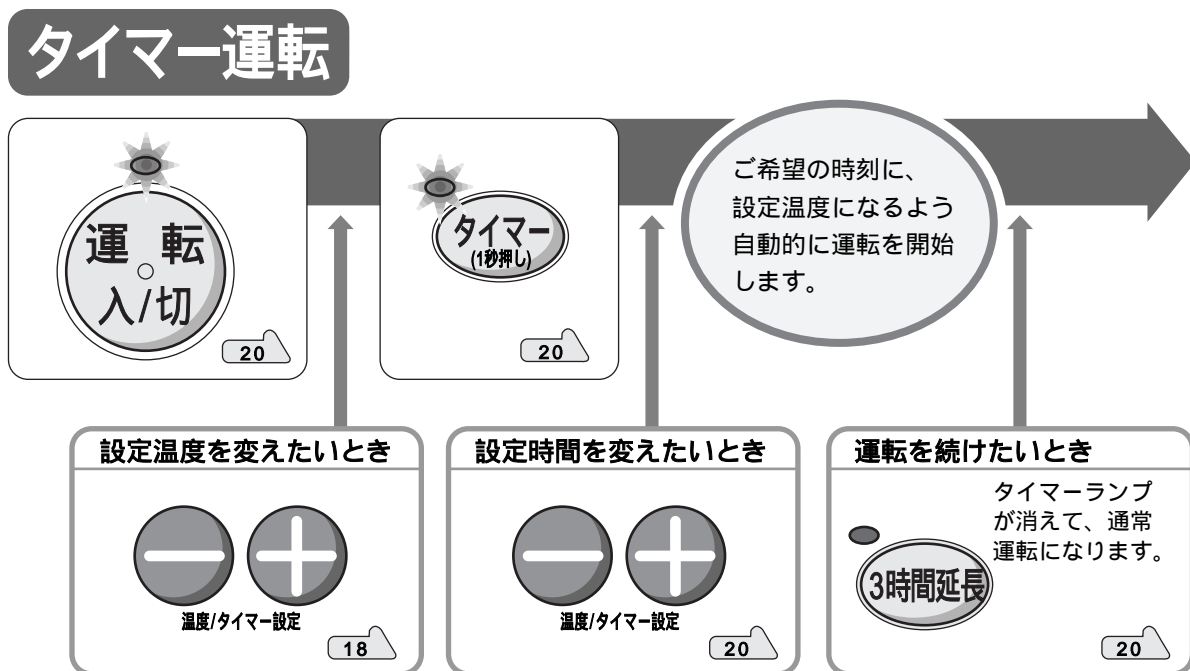 タイマー運転
運 転
入/切
20
タイマー
(1秒押し)
20
ご希望の時刻に、
設定温度になるよう
自動的に運転を開始
します。
設定温度を変えたいとき
温度/タイマー設定
18
設定時間を変えたいとき
温度/タイマー設定
20
運転を続けたいとき
タイマーランプ
が消えて、通常
運転になります。
3時間延長
20